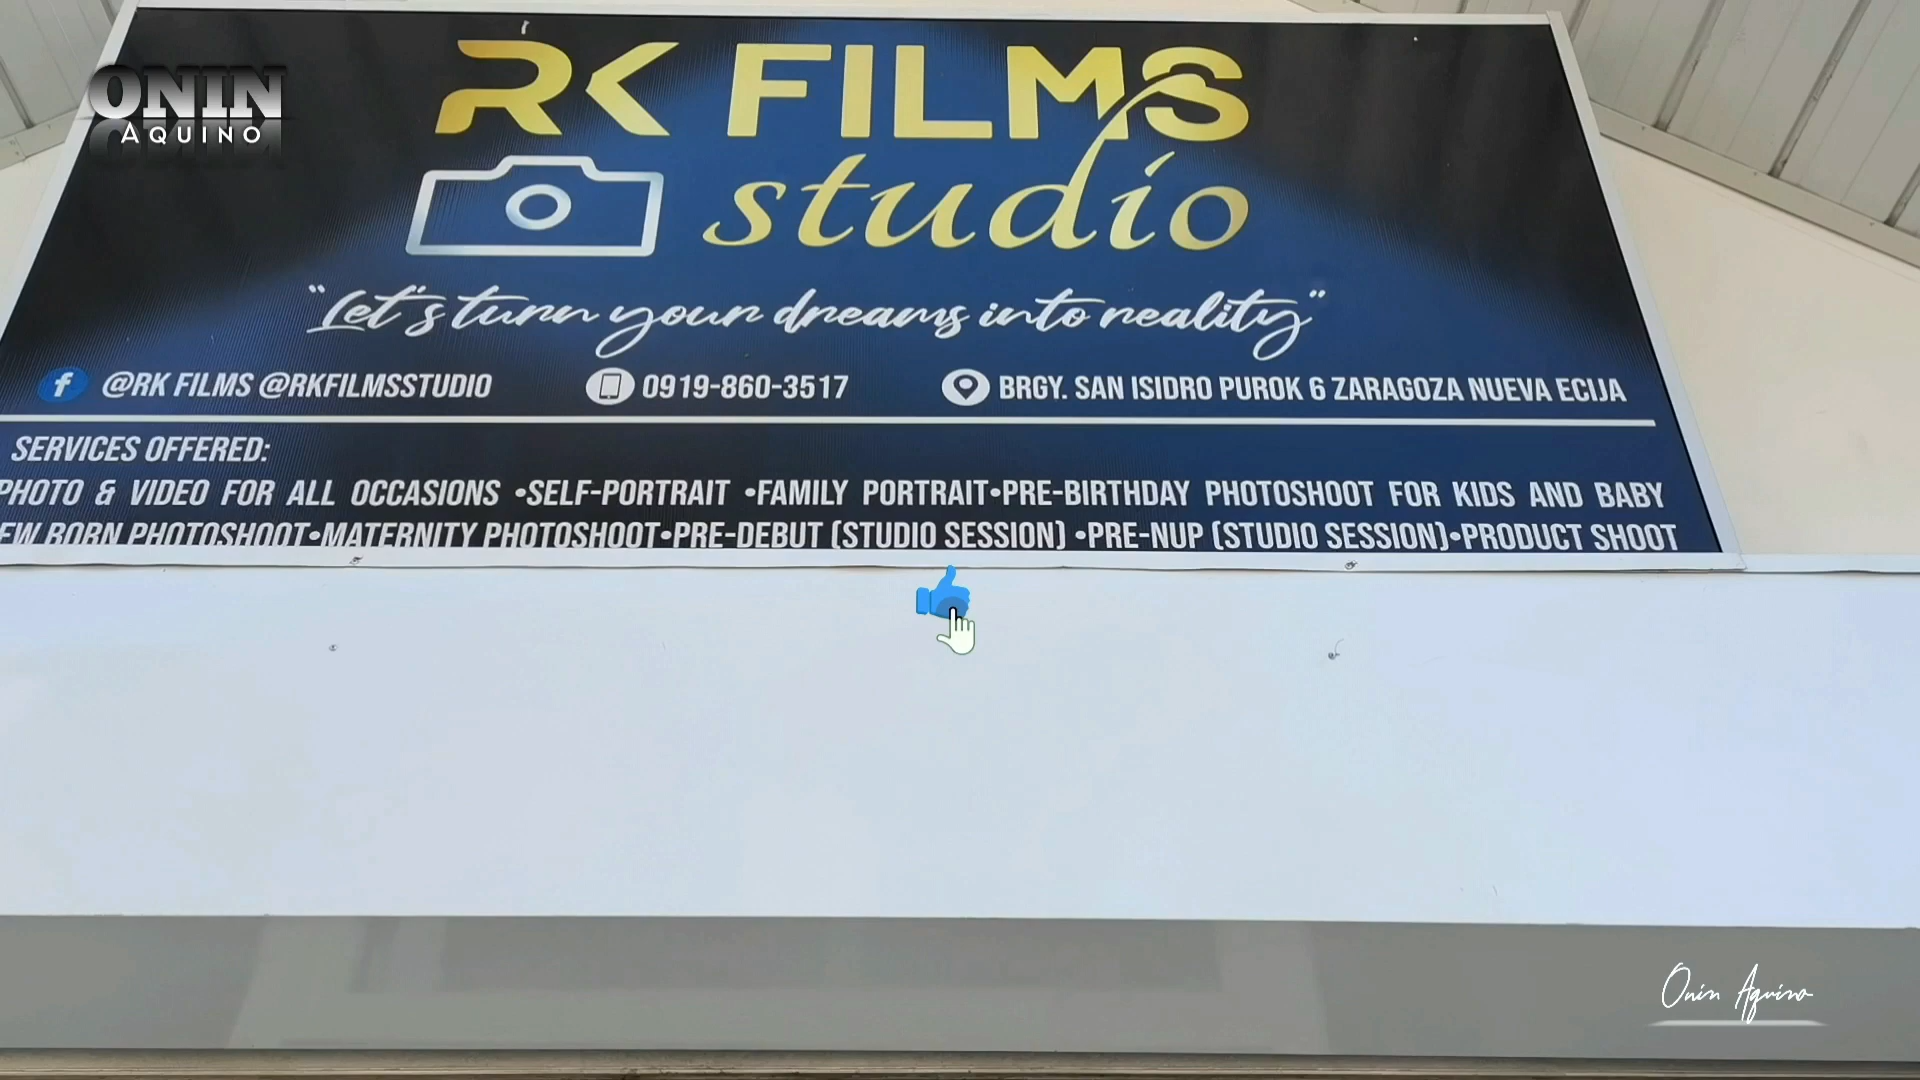 ONIN
AQUINO
RK FILMS
studio
"Let's turn your dreams into reality"
@RK FILMS @RKFILMSSTUDIO 0919-860-3517 BRGY. SAN ISIDRO PUROK 6 ZARAGOZA NUEVA ECIJA
SERVICES OFFERED:
PHOTO & VIDEO FOR ALL OCCASIONS •SELF-PORTRAIT •FAMILY PORTRAIT•PRE-BIRTHDAY PHOTOSHOOT FOR KIDS AND BABY
EW BORN PHOTOSHOOT•MATERNITY PHOTOSHOOT•PRE-DEBUT (STUDIO SESSION) •PRE-NUP (STUDIO SESSION)•PRODUCT SHOOT
Onin Aquino